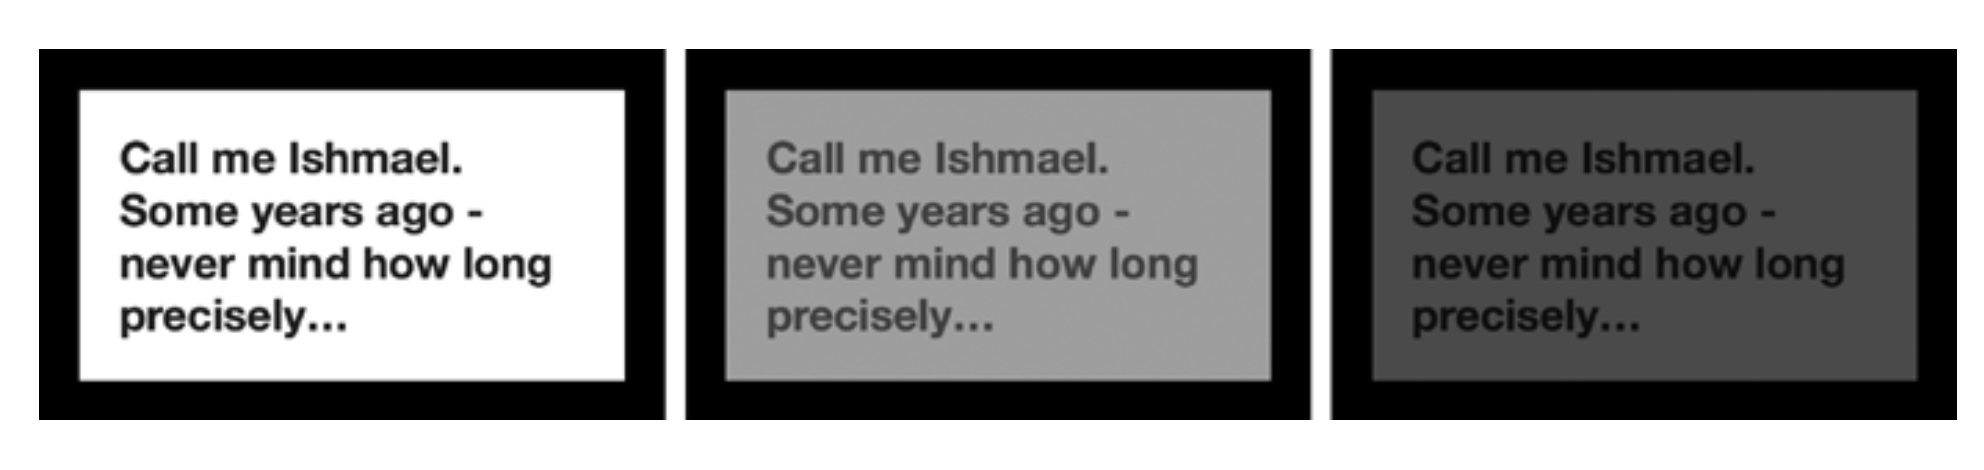 Call me Ishmael.
Some years ago -
never mind how long
precisely...
Call me Ishmael.
Some years ago -
never mind how long
precisely...
Call me Ishmael.
Some years ago -
never mind how long
precisely...